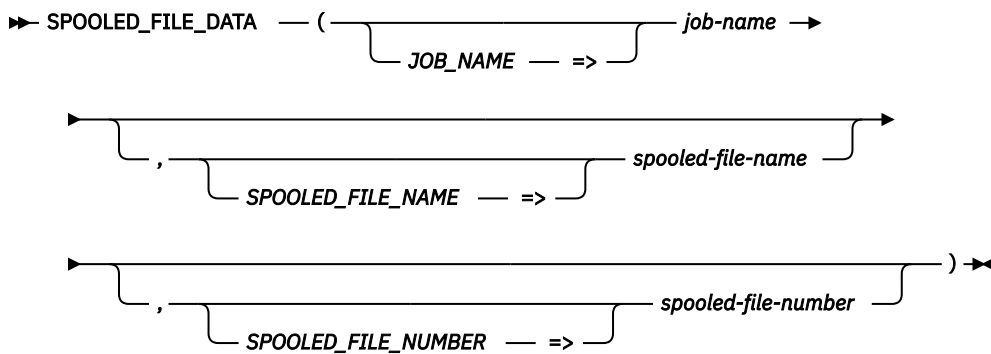 SPOOLED_FILE_DATA ( job-name
JOB_NAME =>
, spooled-file-name
SPOOLED_FILE_NAME =>
, spooled-file-number )
SPOOLED_FILE_NUMBER =>